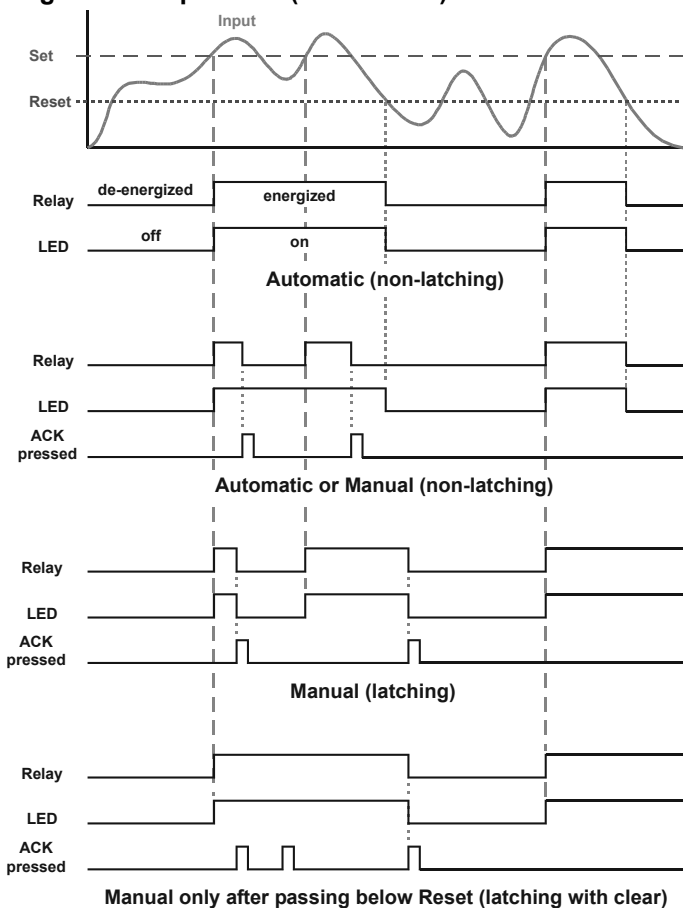 Input
Set
Reset
Relay de-energized energized
LED off on
Automatic (non-latching)
Relay
LED
ACK
pressed
Automatic or Manual (non-latching)
Relay
LED
ACK
pressed
Manual (latching)
Relay
LED
ACK
pressed
Manual only after passing below Reset (latching with clear)